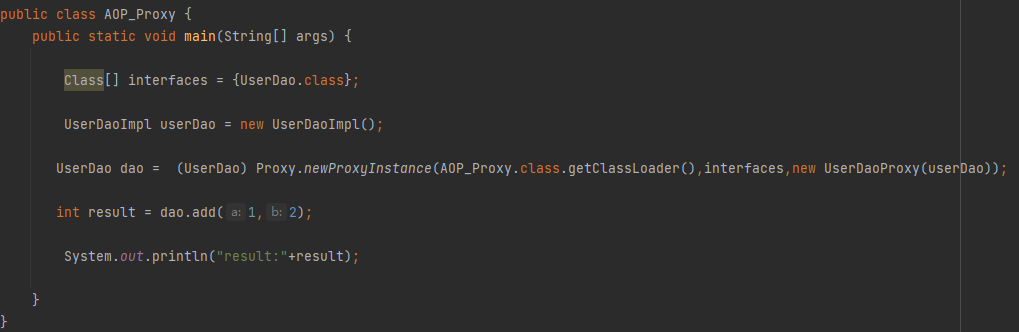 public class AOP_Proxy {
    public static void main(String[] args) {
        Class[] interfaces = {UserDao.class};
        UserDaoImpl userDao = new UserDaoImpl();
       UserDao dao =  (UserDao) Proxy.newProxyInstance(AOP_Proxy.class.getClassLoader(),interfaces,new UserDaoProxy(userDao));
       int result = dao.add( a: 1, b: 2);
        System.out.println("result:"+result);
    }
}